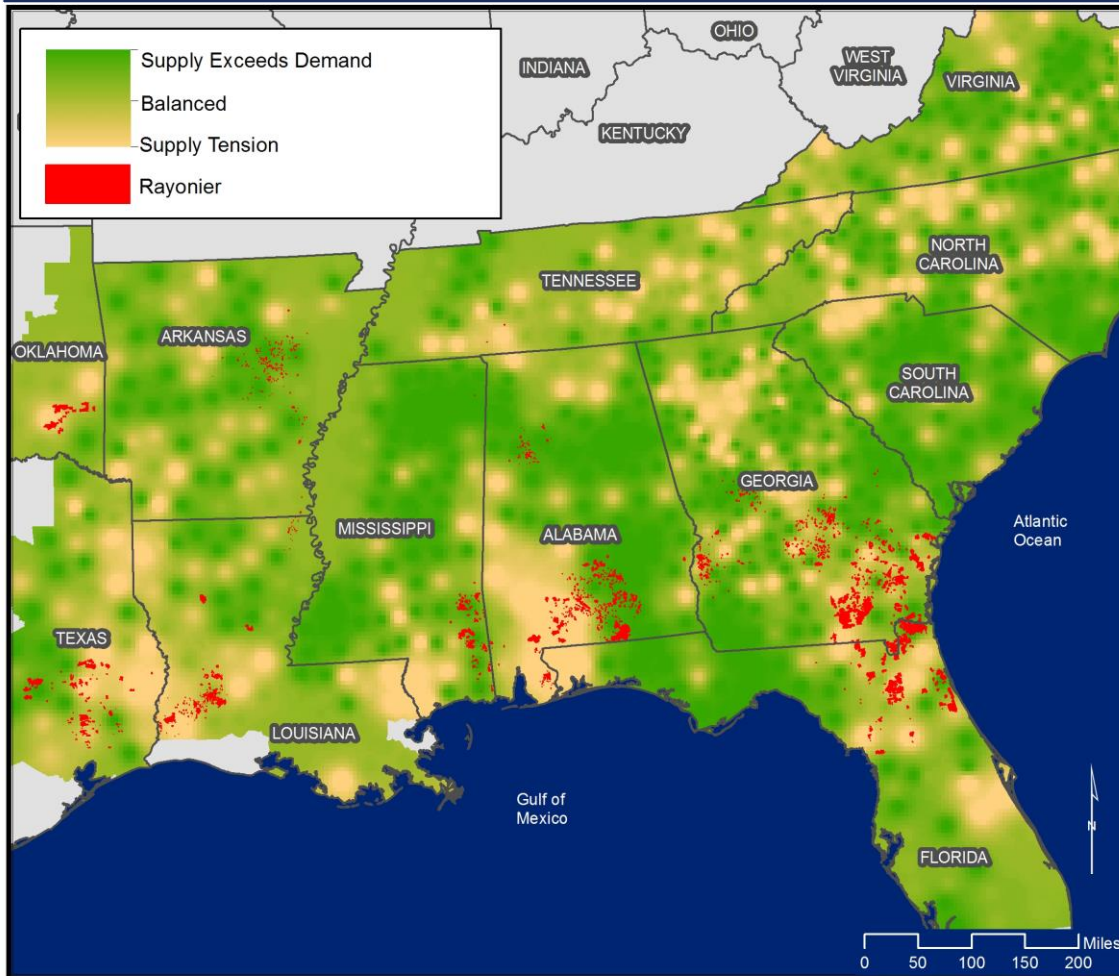 Supply Exceeds Demand
Balanced
Supply Tension
Rayonier
OHIO
INDIANA
WEST
VIRGINIA
VIRGINIA
KENTUCKY
NORTH
CAROLINA
TENNESSEE
ARKANSAS
OKLAHOMA
SOUTH
CAROLINA
GEORGIA
MISSISSIPPI
ALABAMA
Atlantic
Ocean
TEXAS
LOUISIANA
Gulf of
Mexico
N
FLORIDA
Miles
0 50 100 150 200